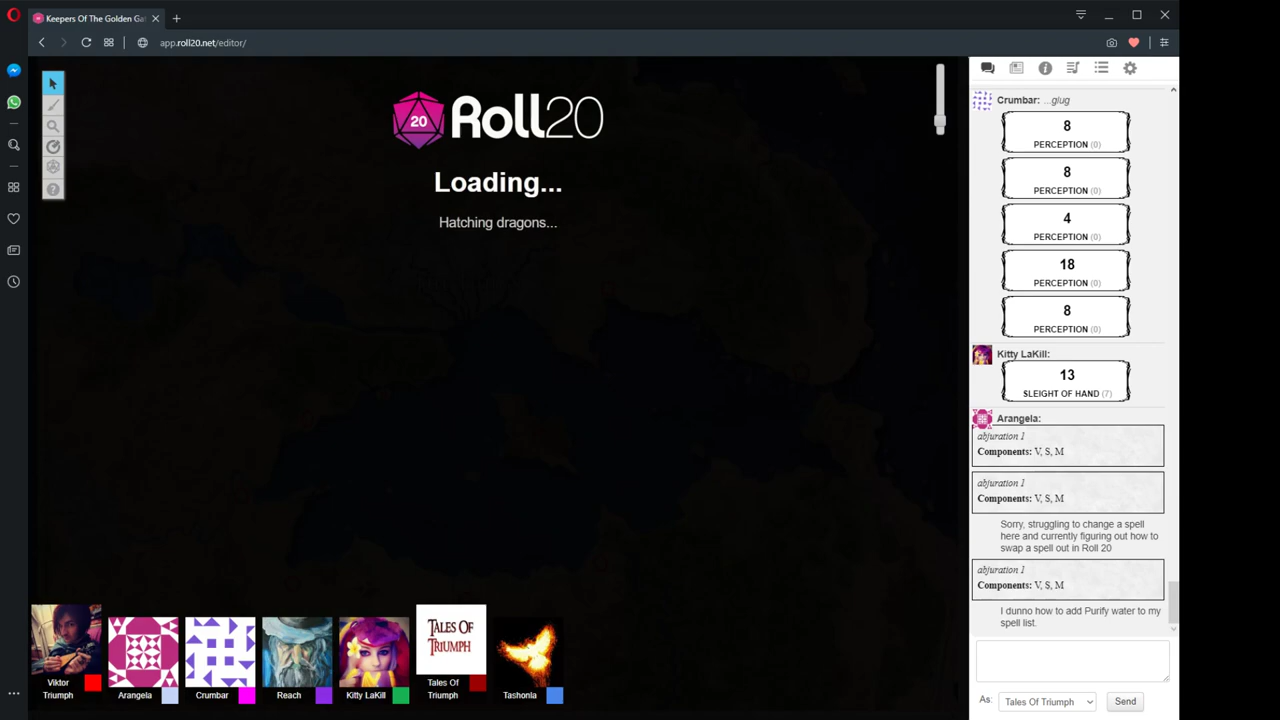 Keepers Of The Golden Ga
app.roll20.net/editor/
20
Roll20
Loading...
Hatching dragons...
Crumbar: ...glug
8
PERCEPTION (0)
8
PERCEPTION (0)
4
PERCEPTION (0)
18
PERCEPTION (0)
8
PERCEPTION (0)
Kitty LaKill:
13
SLEIGHT OF HAND (7)
Arangela:
abjuration 1
Components: V, S, M
abjuration 1
Components: V, S, M
Sorry, struggling to change a spell
here and currently figuring out how to
swap a spell out in Roll 20
abjuration 1
Components: V, S, M
I dunno how to add Purify water to my
spell list.
TALES OF
TRIUMPH
Viktor
Triumph
Arangela
Crumbar
Reach
Kitty LaKill
Tales Of
Triumph
Tashonia
As:
Tales Of Triumph
Send